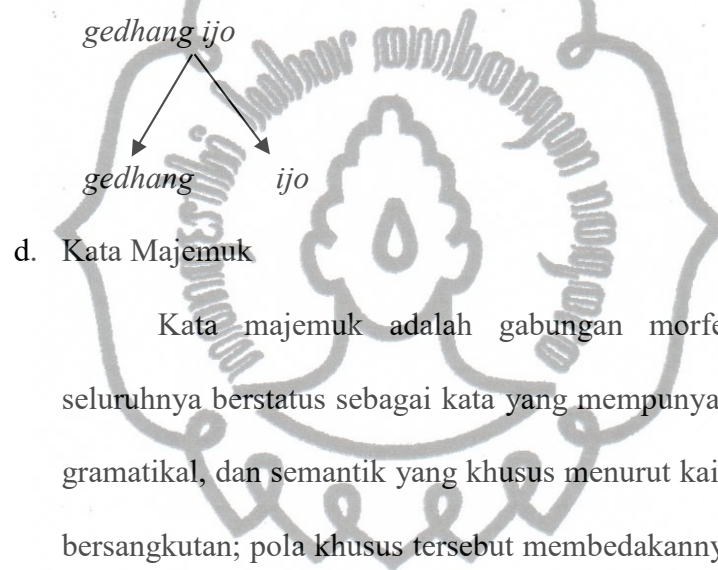 gedhang ijo
gedhang ijo
d. Kata Majemuk
Kata majemuk adalah gabungan morfe
seluruhnya berstatus sebagai kata yang mempunya
gramatikal, dan semantik yang khusus menurut kai
bersangkutan; pola khusus tersebut membedakanny